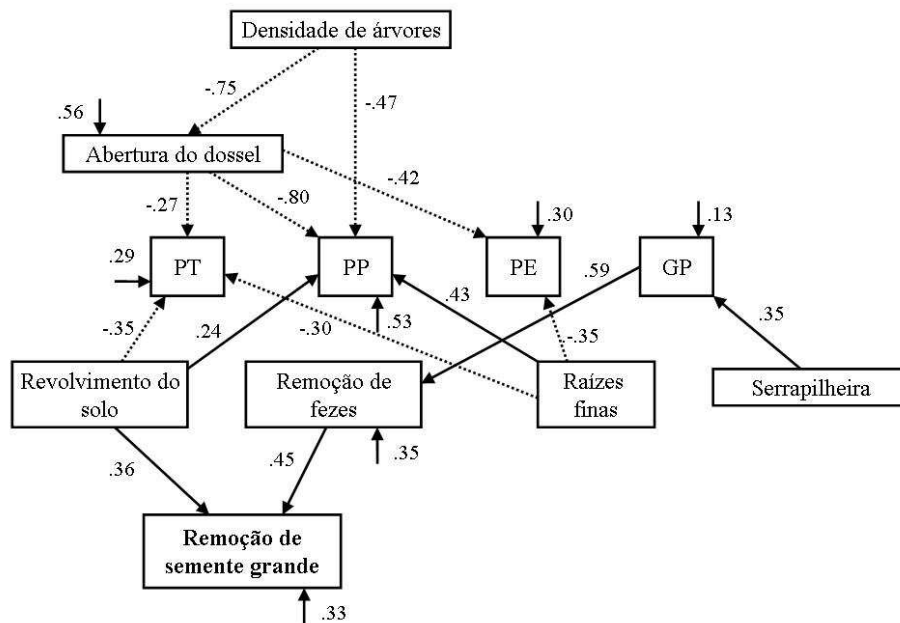 Densidade de árvores
-.75
-.47
.56
Abertura do dossel
-.42
-.27
-.80
.30
.13
.29
PT
PP
PE
GP
.59
.43
.35
.24
-.30
.53
-.35
-.35
Revolvimento do
solo
Remoção de
fezes
Raízes
finas
Serrapilheira
.36
.45
.35
Remoção de
semente grande
.33